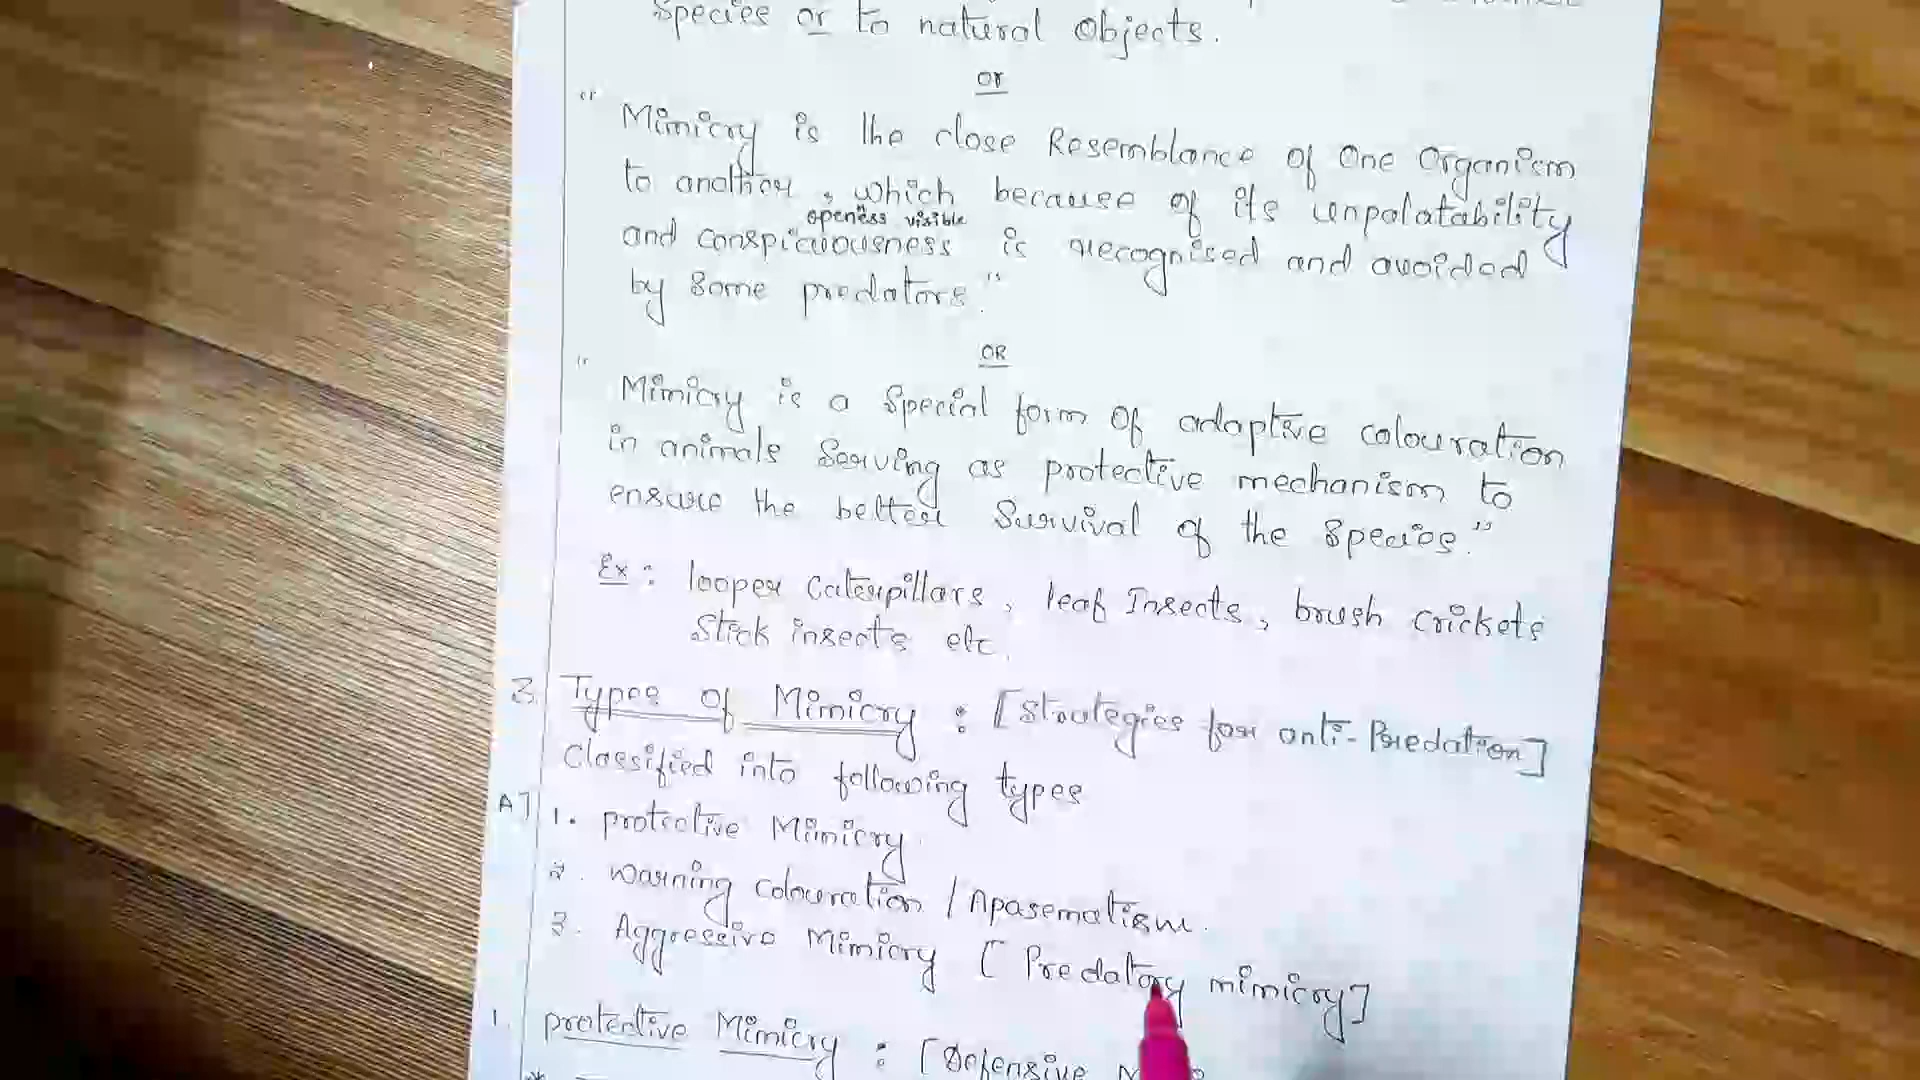 Species or to natural objects.
or
" Mimicry is the close Resemblance of One Organism
to another, which because of its unpalatability
openess visible
and conspicuousness is recognised and avoided
by some predators."
OR
" Mimicry is a special form of adaptive colouration
in animals serving as protective mechanism to
ensure the better survival of the species."
Ex: looper caterpillars, leaf Insects, brush crickets
stick insects etc.
3. Types of Mimicry : [Strategies for anti-Predation]
Classified into following types
A] 1. protective Mimicry
2. Warning colouration / Apasematism.
3. Aggressive Mimicry [Predatory mimicry]
1. protective Mimicry : [Defensive